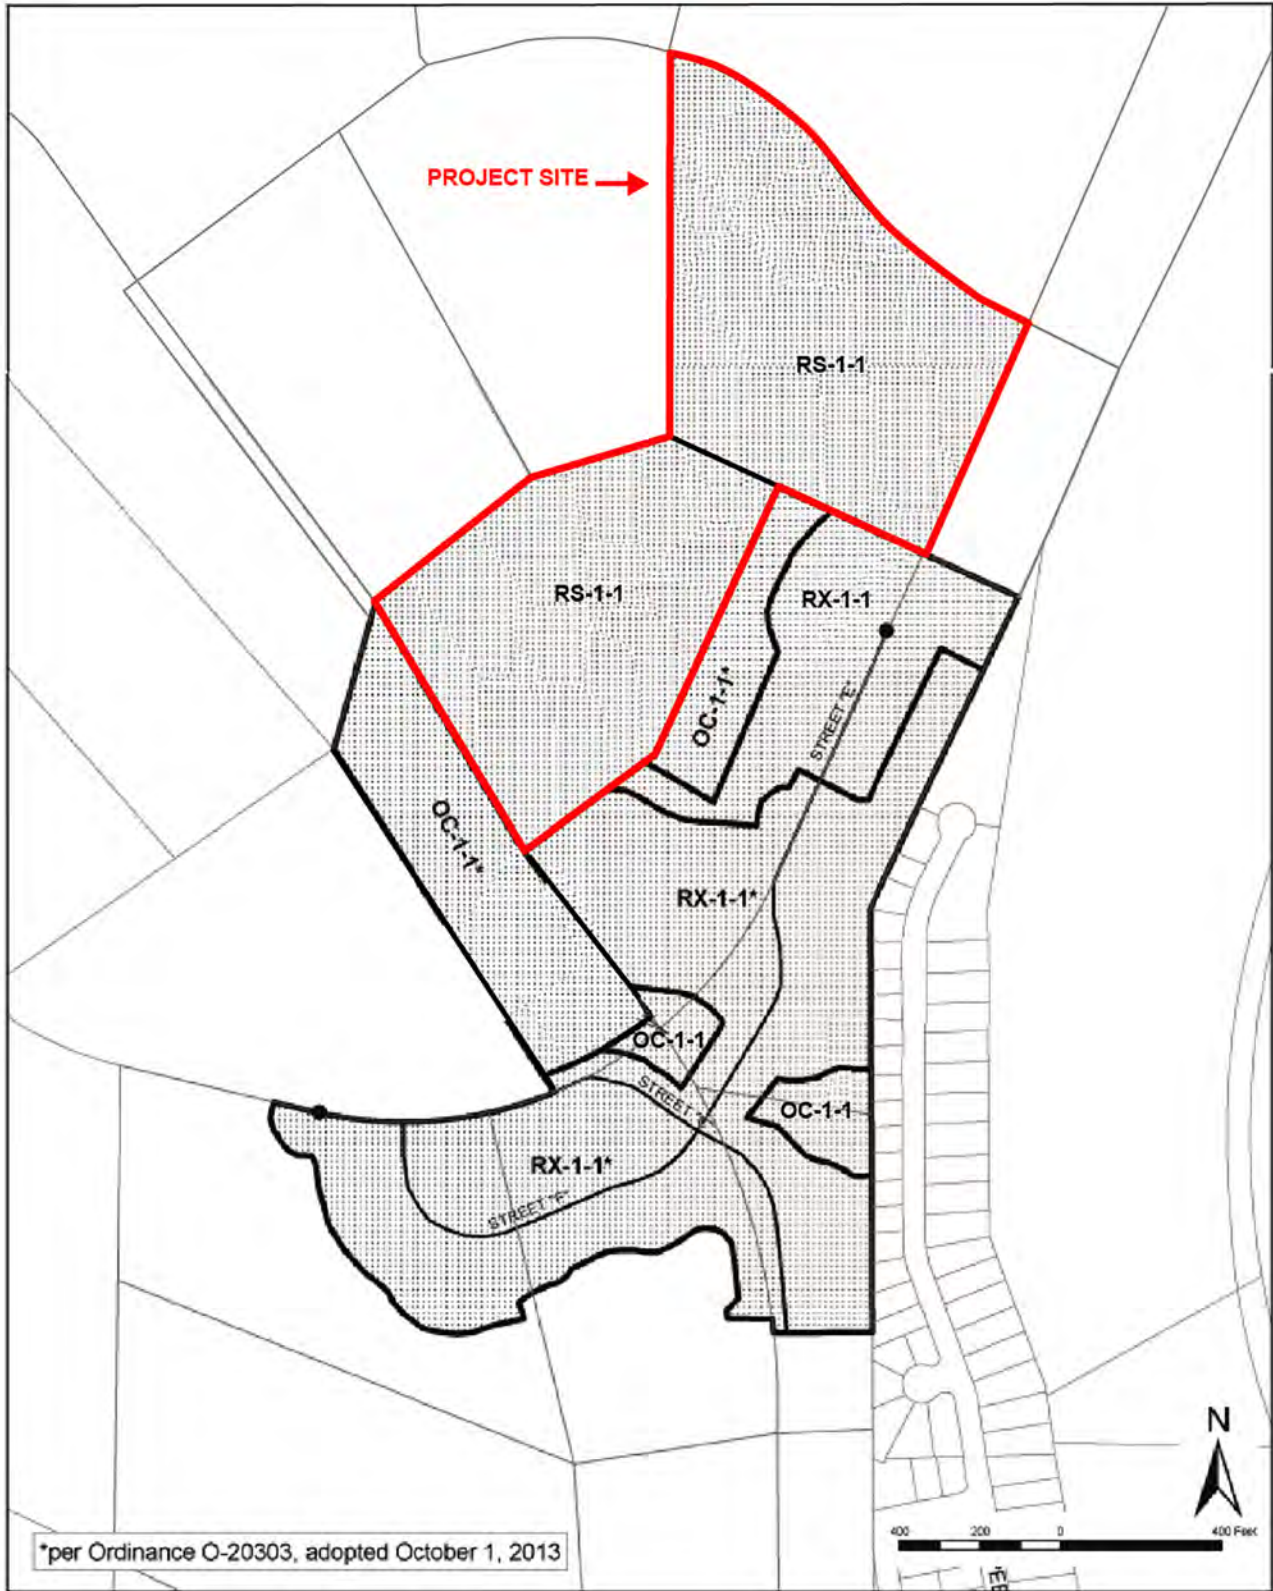 PROJECT SITE
RS-1-1
RS-1-1
RX-1-1
OC-1-1*
STREET "E"
OC-1-1*
RX-1-1*
OC-1-1
STREET
OC-1-1
RX-1-1*
STREET "F"
N
400 200 0 400 Feet
*per Ordinance O-20303, adopted October 1, 2013